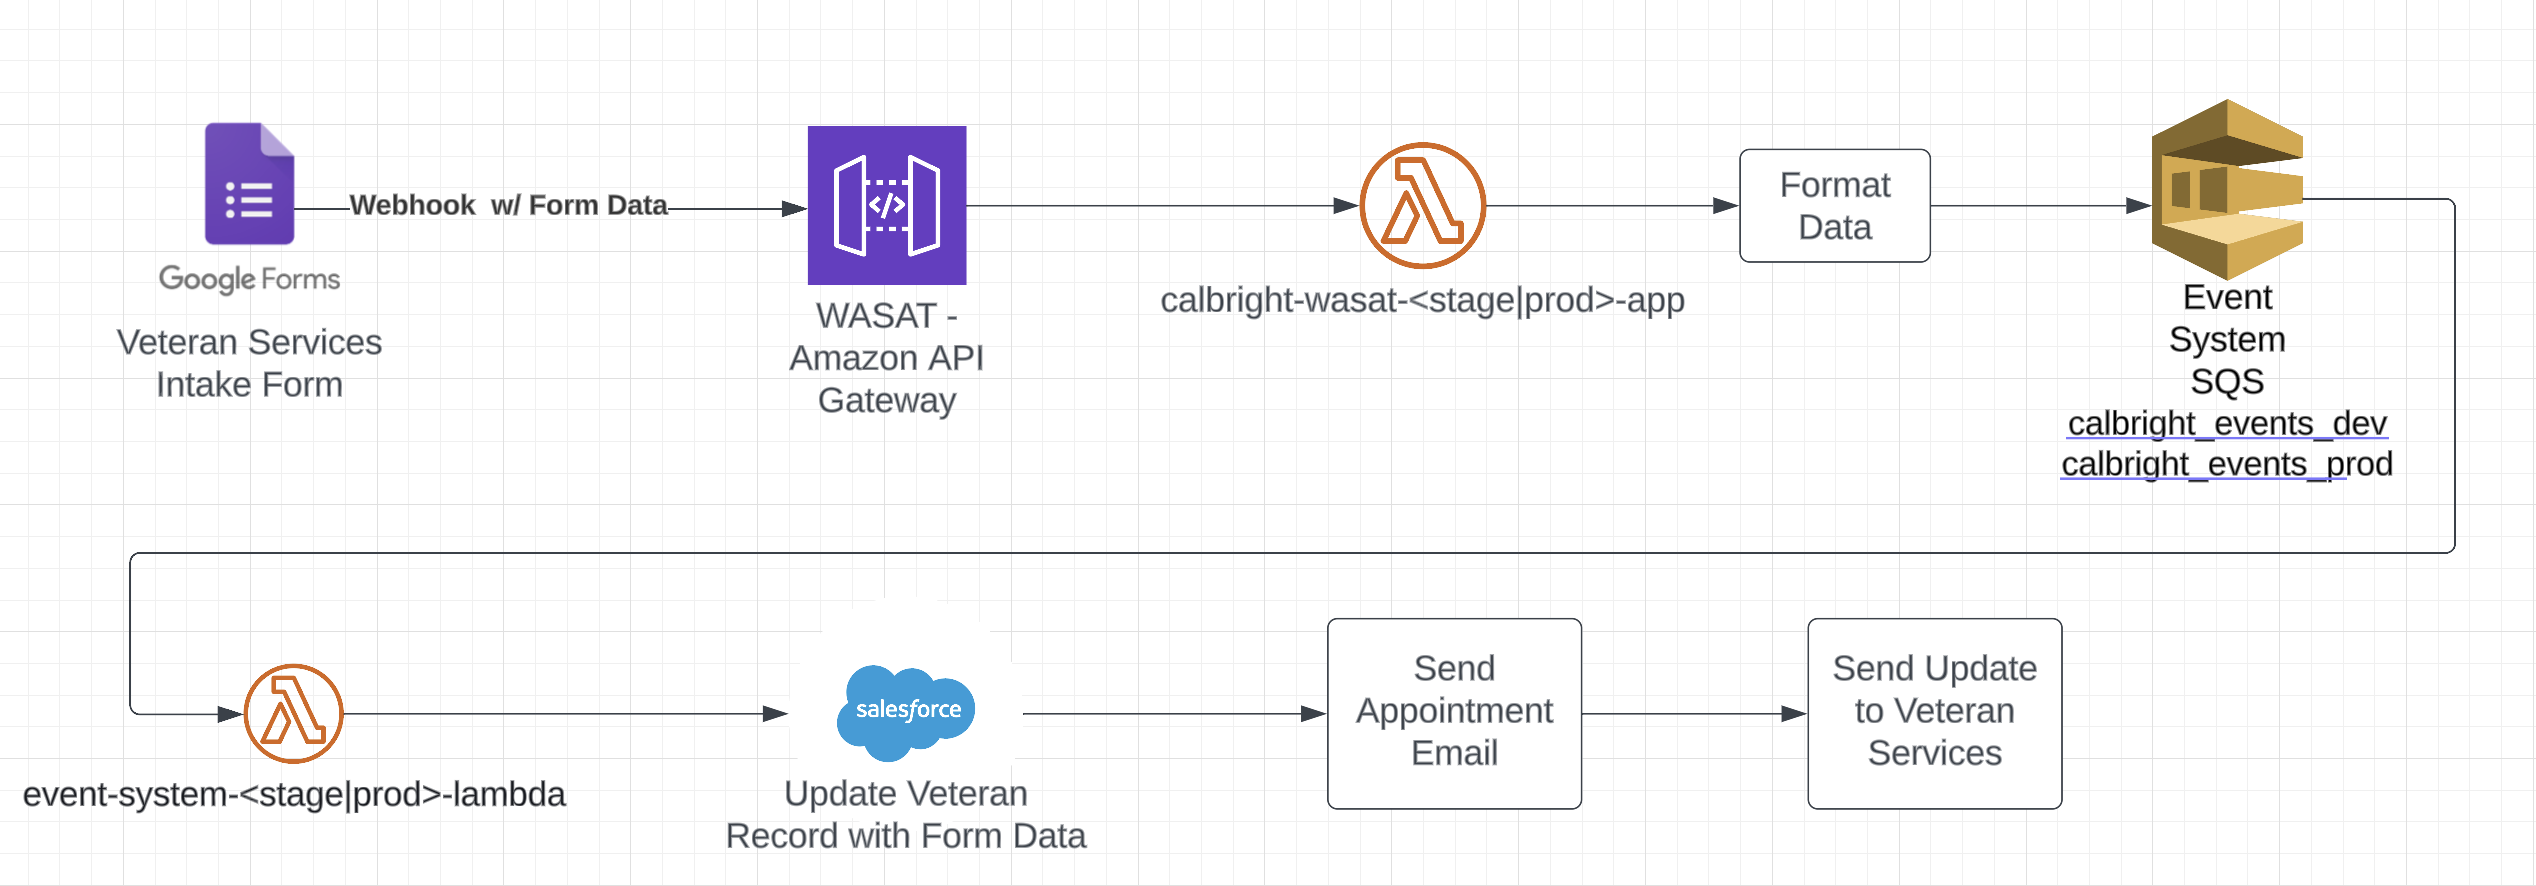 Google Forms
Veteran Services
Intake Form
Webhook w/ Form Data
</>
WASAT -
Amazon API
Gateway
calbright-wasat-<stage|prod>-app
Format
Data
Event
System
SQS
calbright_events_dev
calbright_events_prod
event-system-<stage|prod>-lambda
salesforce
Update Veteran
Record with Form Data
Send
Appointment
Email
Send Update
to Veteran
Services